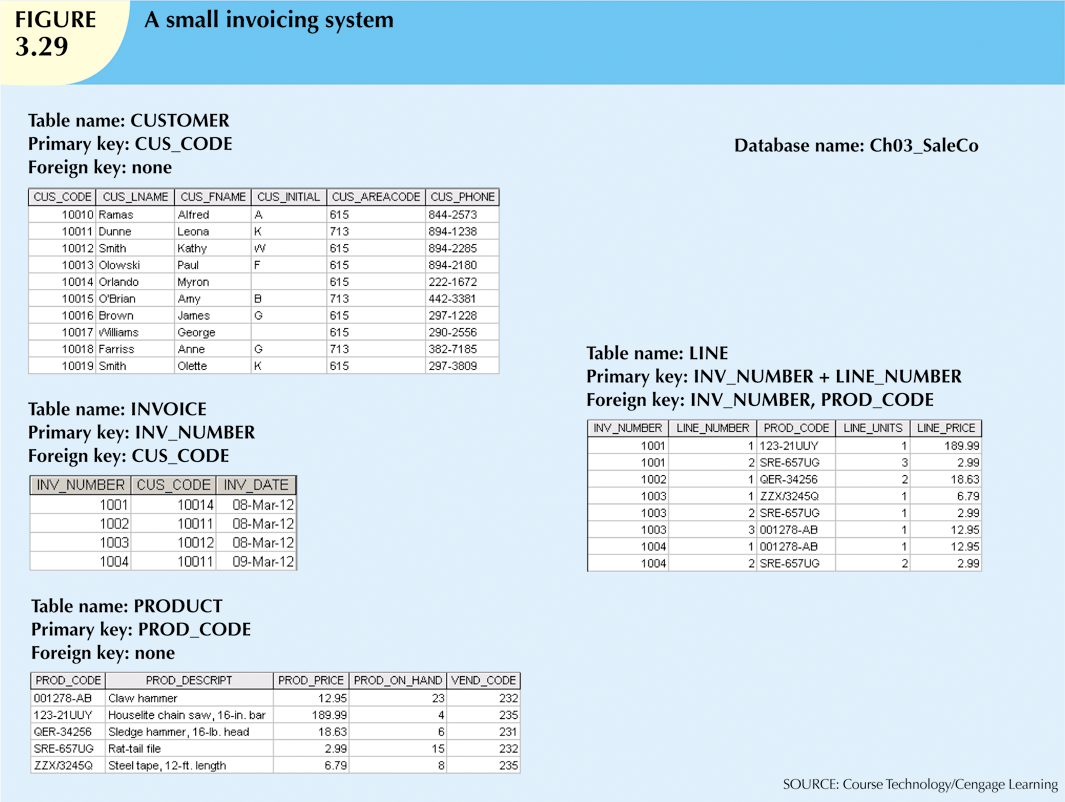 FIGURE
3.29
A small invoicing system
Table name: CUSTOMER
Primary key: CUS_CODE
Foreign key: none
Database name: Ch03_SaleCo
CUS_CODE CUS_LNAME CUS_FNAME CUS_INITIAL CUS_AREACODE CUS_PHONE
10010 Ramas Alfred A 615 844-2573
10011 Dunne Leona K 713 894-1238
10012 Smith Kathy W 615 894-2285
10013 Olowski Paul F 615 894-2180
10014 Orlando Myron 615 222-1672
10015 O'Brian Amy B 713 442-3381
10016 Brown James G 615 297-1228
10017 Williams George 615 290-2556
10018 Farriss Anne G 713 382-7185
10019 Smith Olette K 615 297-3809
Table name: INVOICE
Primary key: INV_NUMBER
Foreign key: CUS_CODE
INV_NUMBER CUS_CODE INV_DATE
1001 10014 08-Mar-12
1002 10011 08-Mar-12
1003 10012 08-Mar-12
1004 10011 09-Mar-12
Table name: LINE
Primary key: INV_NUMBER + LINE_NUMBER
Foreign key: INV_NUMBER, PROD_CODE
INV_NUMBER LINE_NUMBER PROD_CODE LINE_UNITS LINE_PRICE
1001 1 123-21UUY 1 189.99
1001 2 SRE-657UG 3 2.99
1002 1 QER-34256 2 18.63
1003 1 ZZX/3245Q 1 6.79
1003 2 SRE-657UG 1 2.99
1003 3 001278-AB 1 12.95
1004 1 001278-AB 1 12.95
1004 2 SRE-657UG 2 2.99
Table name: PRODUCT
Primary key: PROD_CODE
Foreign key: none
PROD_CODE PROD_DESCRIPT PROD_PRICE PROD_ON_HAND VEND_CODE
001278-AB Claw hammer 12.95 23 232
123-21UUY Houselite chain saw, 16-in. bar 189.99 4 235
QER-34256 Sledge hammer, 16-lb. head 18.63 6 231
SRE-657UG Rat-tail file 2.99 15 232
ZZX/3245Q Steel tape, 12-ft. length 6.79 8 235
SOURCE: Course Technology/Cengage Learning